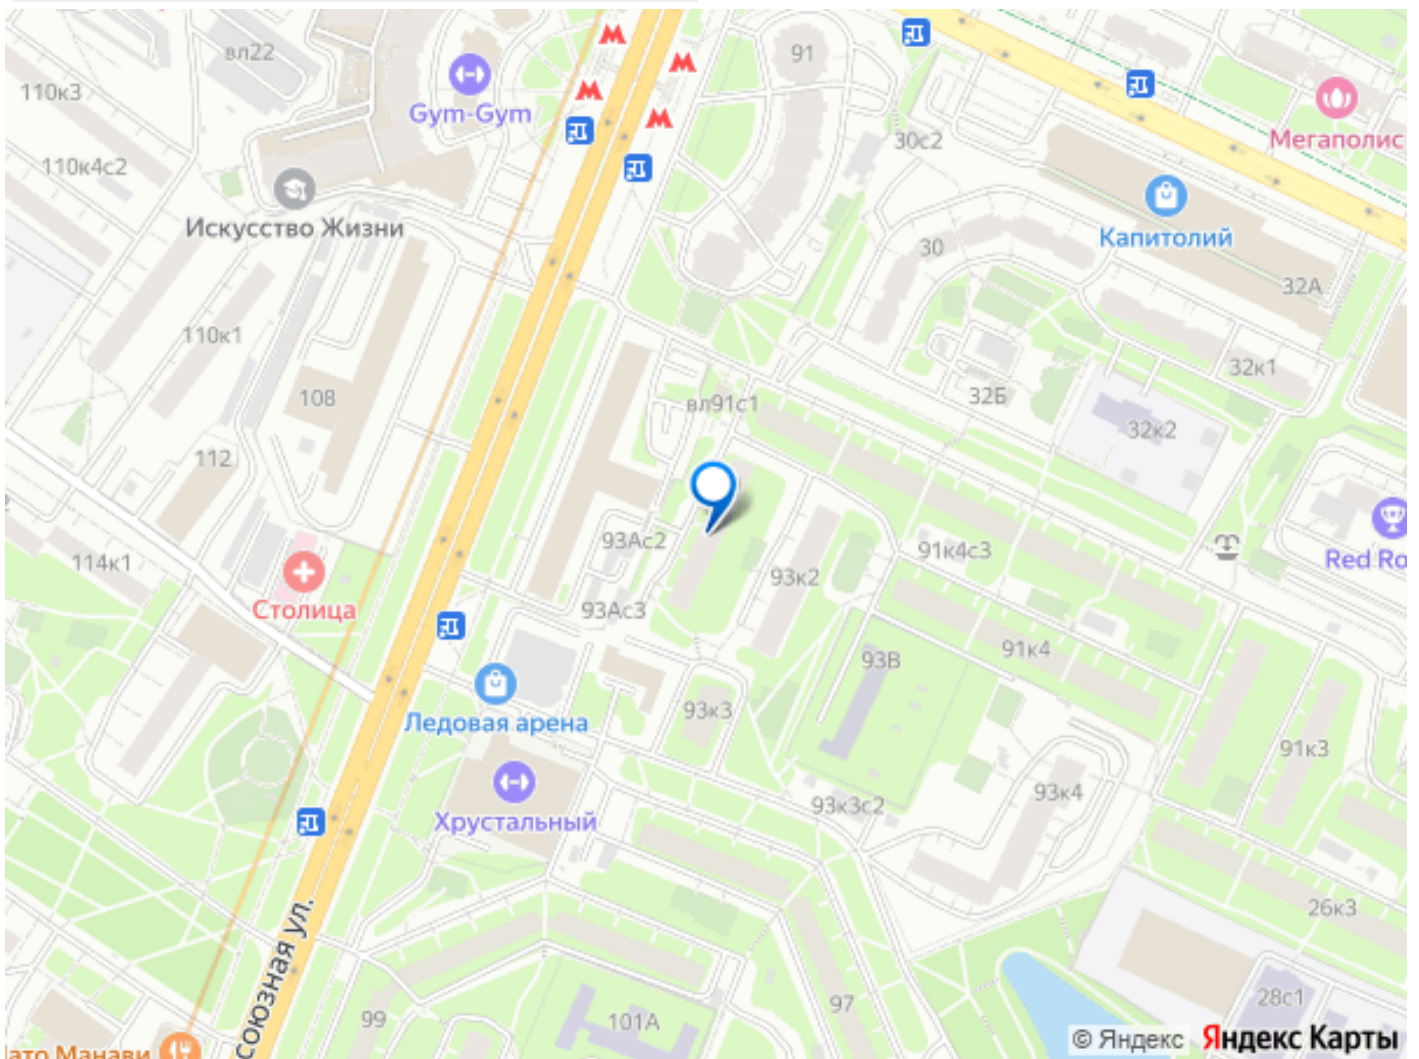 вл22
91
110к3
Gym-Gym
30с2
Мегаполис
110к4с2
Искусство Жизни
Капитолий
30
32А
110к1
32к1
108
вл91с1
32Б
32к2
112
93Ас2
91к4с3
114к1
93к2
Red Ro
Столица
93Ас3
91к4
93В
93к3
Ледовая арена
91к3
93к4
93к3с2
Хрустальный
26к3
союзная ул.
28с1
97
99
101А
ато Манави
© Яндекс
Яндекс Карты